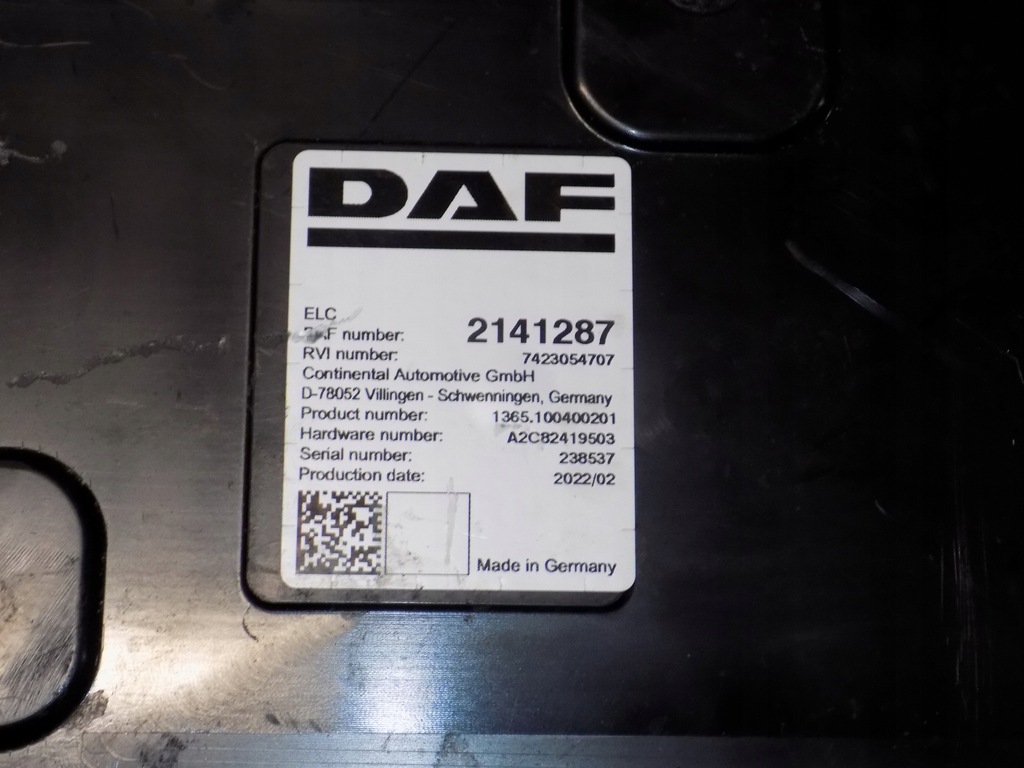 DAF
ELC
DAF number: 2141287
RVI number: 7423054707
Continental Automotive GmbH
D-78052 Villingen - Schwenningen, Germany
Product number: 1365.100400201
Hardware number: A2C82419503
Serial number: 238537
Production date: 2022/02
Made in Germany